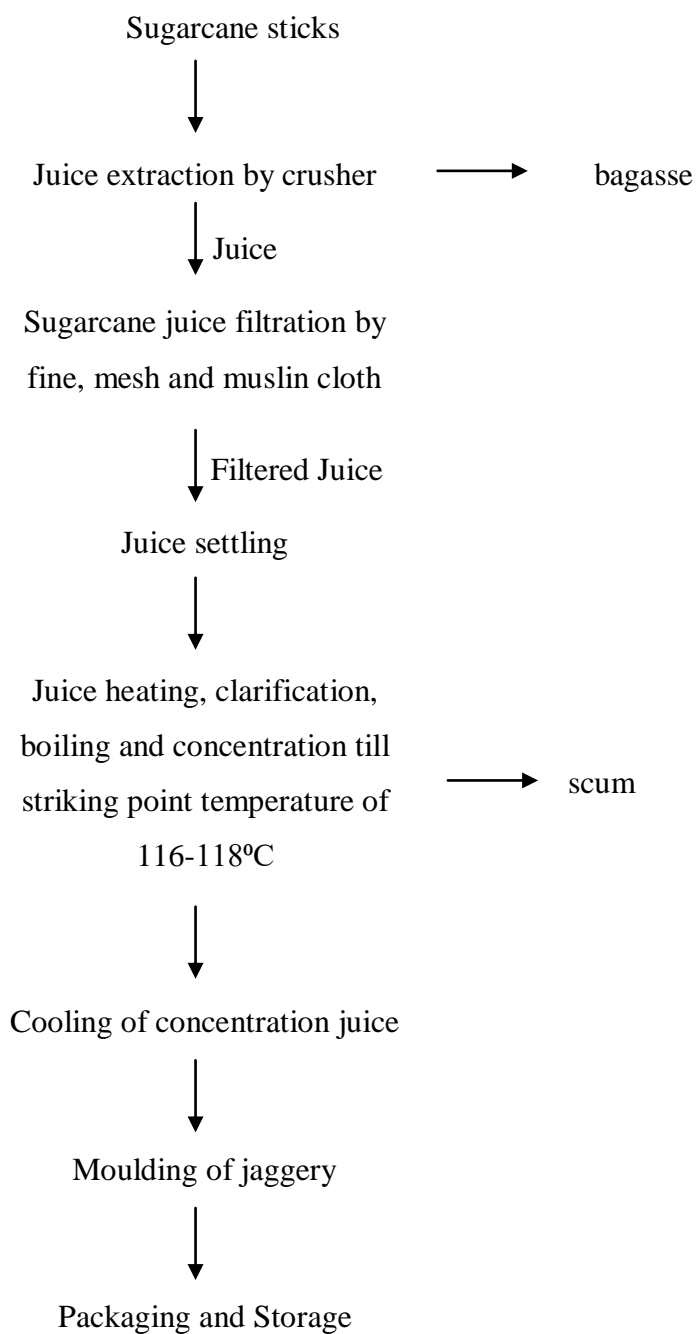 Sugarcane sticks
Juice extraction by crusher
bagasse
Juice
Sugarcane juice filtration by
fine, mesh and muslin cloth
Filtered Juice
Juice settling
Juice heating, clarification,
boiling and concentration till
striking point temperature of
116-118ºC
scum
Cooling of concentration juice
Moulding of jaggery
Packaging and Storage